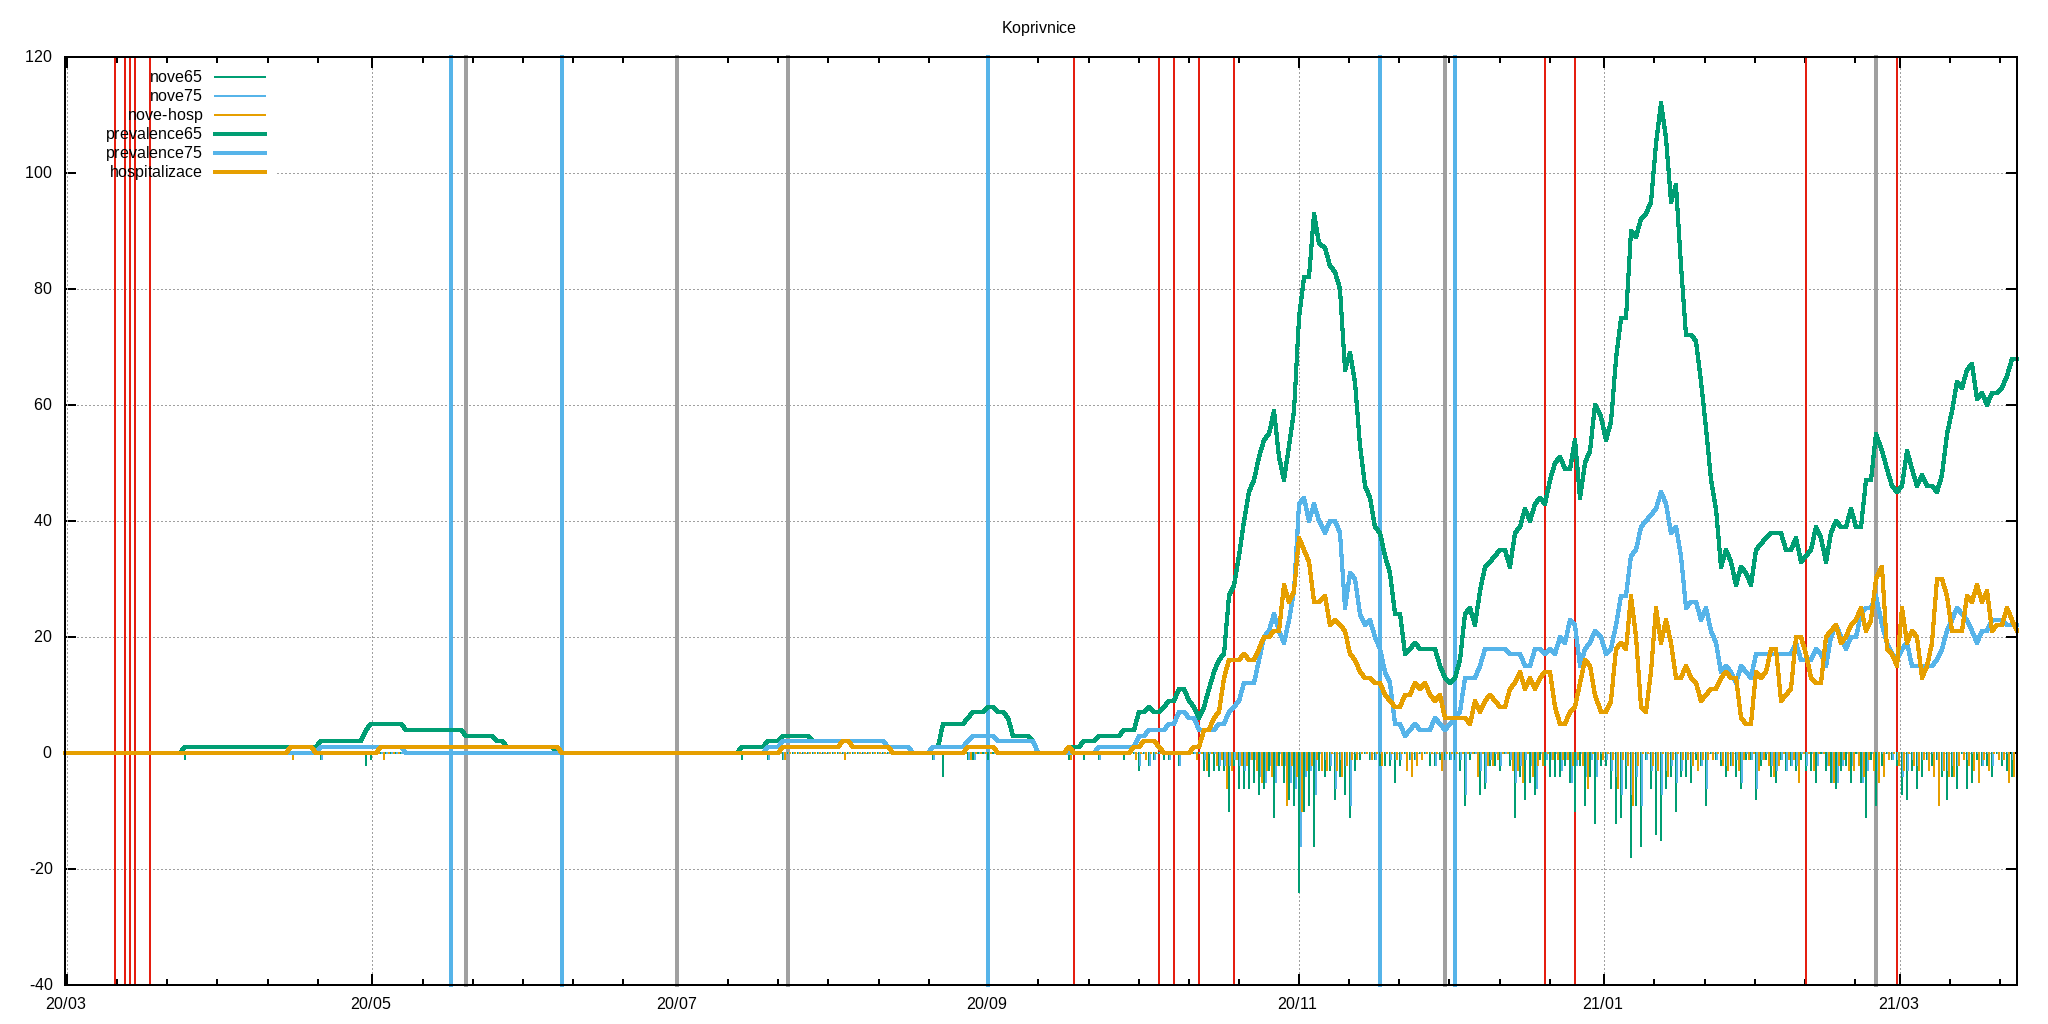 Koprivnice
120
nove65
nove75
nove-hosp
prevalence65
prevalence75
hospitalizace
100
80
60
40
20
0
-20
-40
20/03 20/05 20/07 20/09 20/11 21/01 21/03